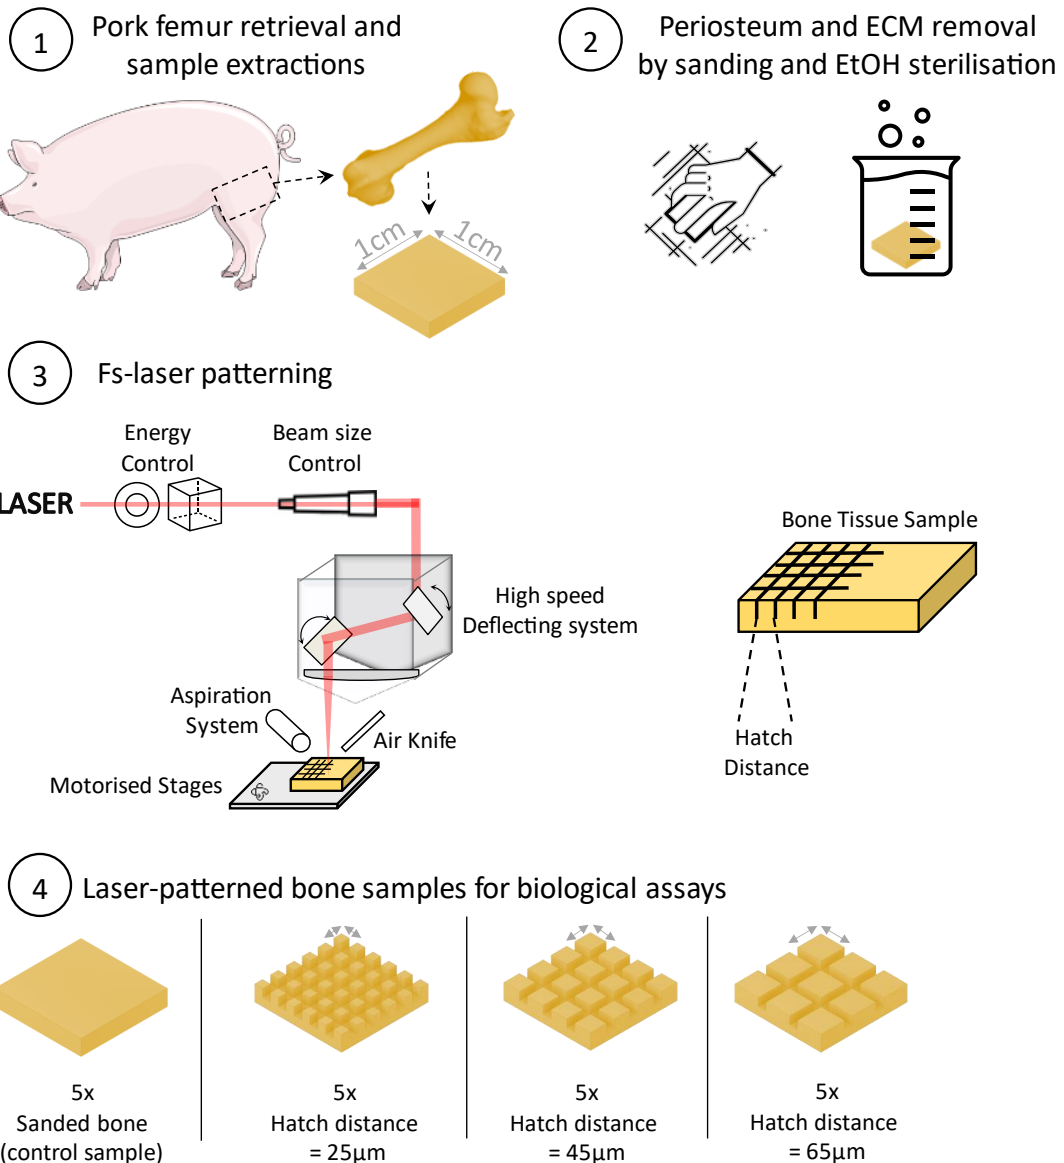 1
Pork femur retrieval and
sample extractions
1cm
1cm
2
Periosteum and ECM removal
by sanding and EtOH sterilisation
3
Fs-laser patterning
Energy
Control
Beam size
Control
LASER
High speed
Deflecting system
Aspiration
System
Air Knife
Motorised Stages
Bone Tissue Sample
Hatch
Distance
4
Laser-patterned bone samples for biological assays
5x
Sanded bone
(control sample)
5x
Hatch distance
= 25µm
5x
Hatch distance
= 45µm
5x
Hatch distance
= 65µm